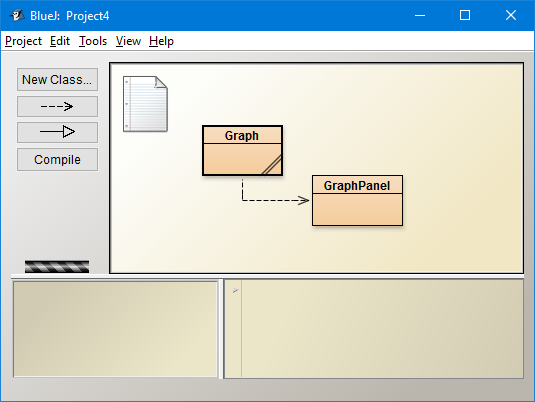 BlueJ: Project4
Project Edit Tools View Help
New Class...
Compile
Graph
GraphPanel